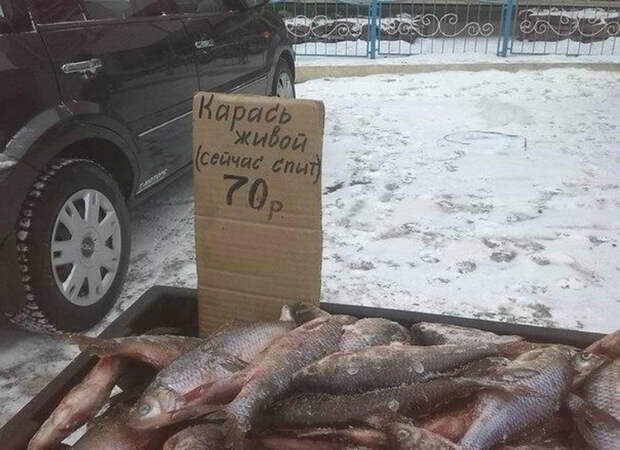 Карась
живой
(сейчас спит)
70р.